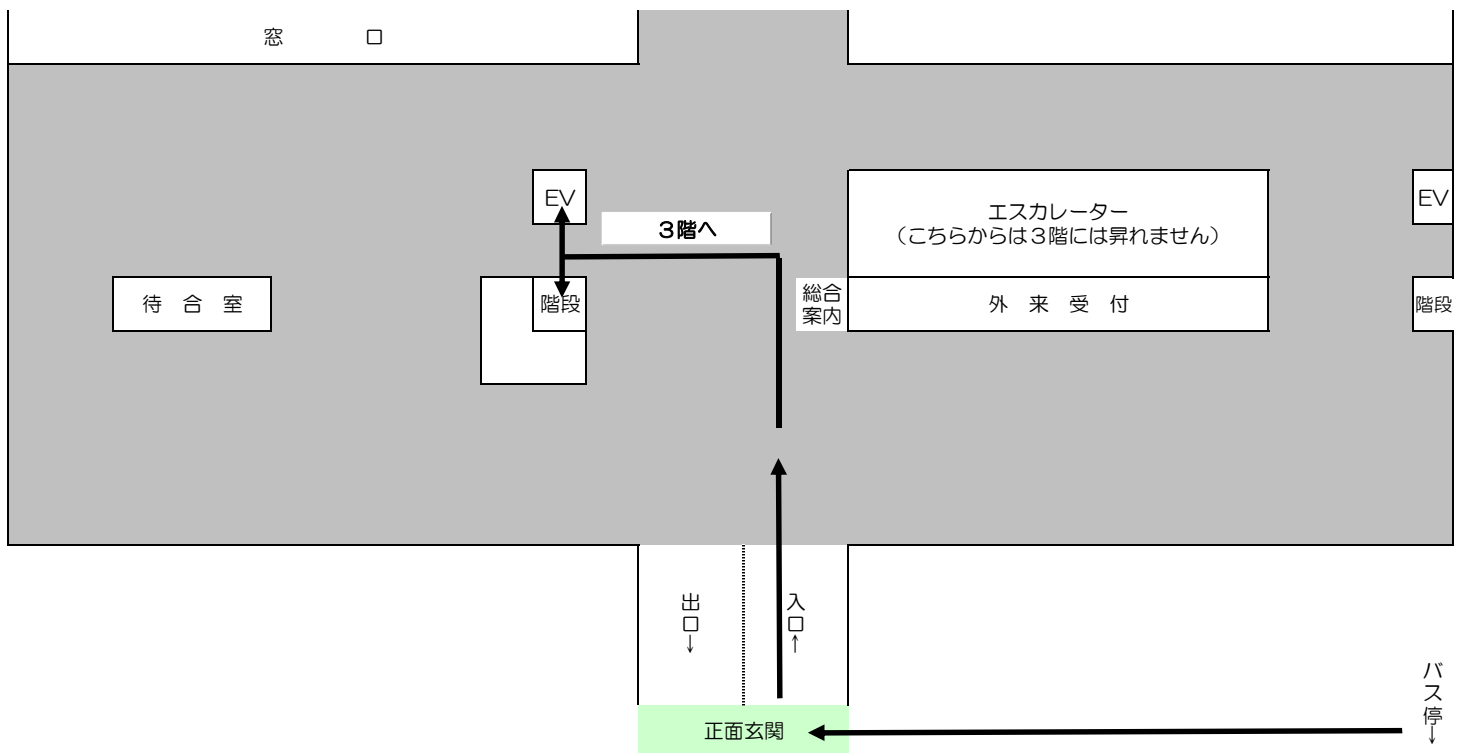 窓　　口
EV
３階へ
エスカレーター
（こちらからは３階には昇れません）
EV
待　合　室
階段
総合
案内
外　来　受　付
階段
出口↓
入口↑
バス停↓
正面玄関